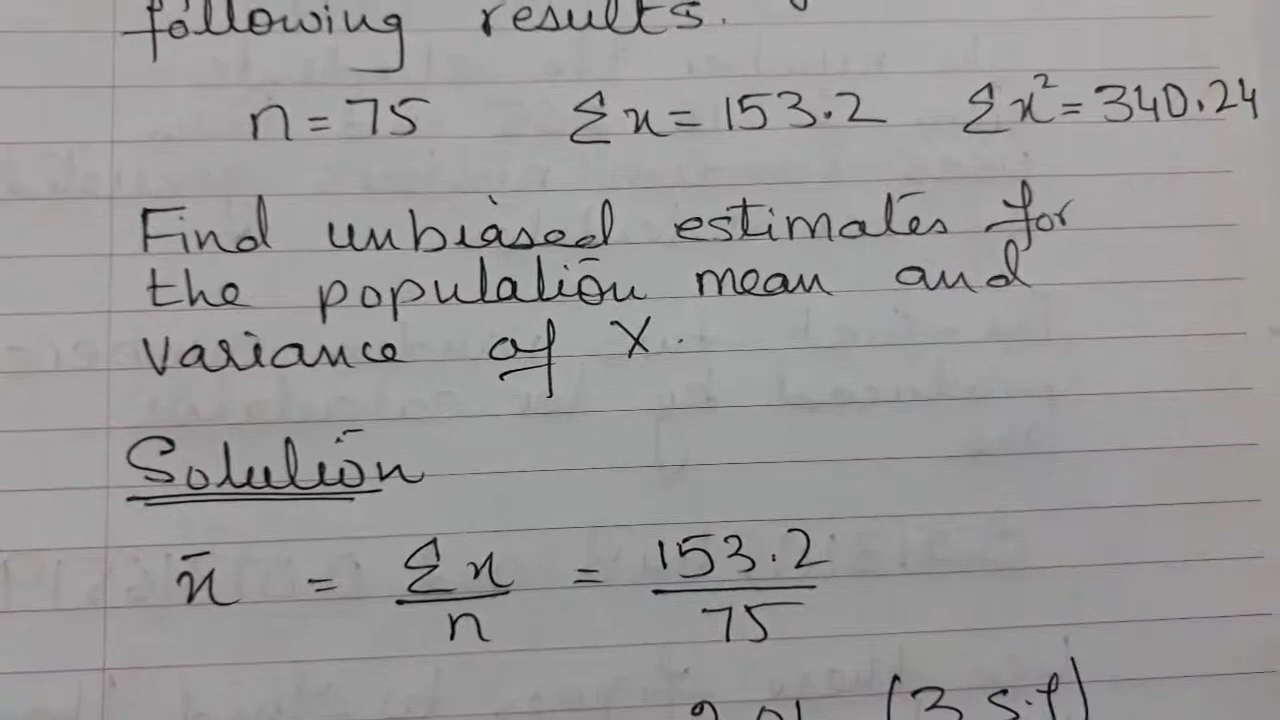 following results.
n = 75 Σx = 153.2 Σx² = 340.24
Find unbiased estimates for
the population mean and
variance of X.
Solution
x̄ = Σx/n = 153.2/75
(3 s.f)